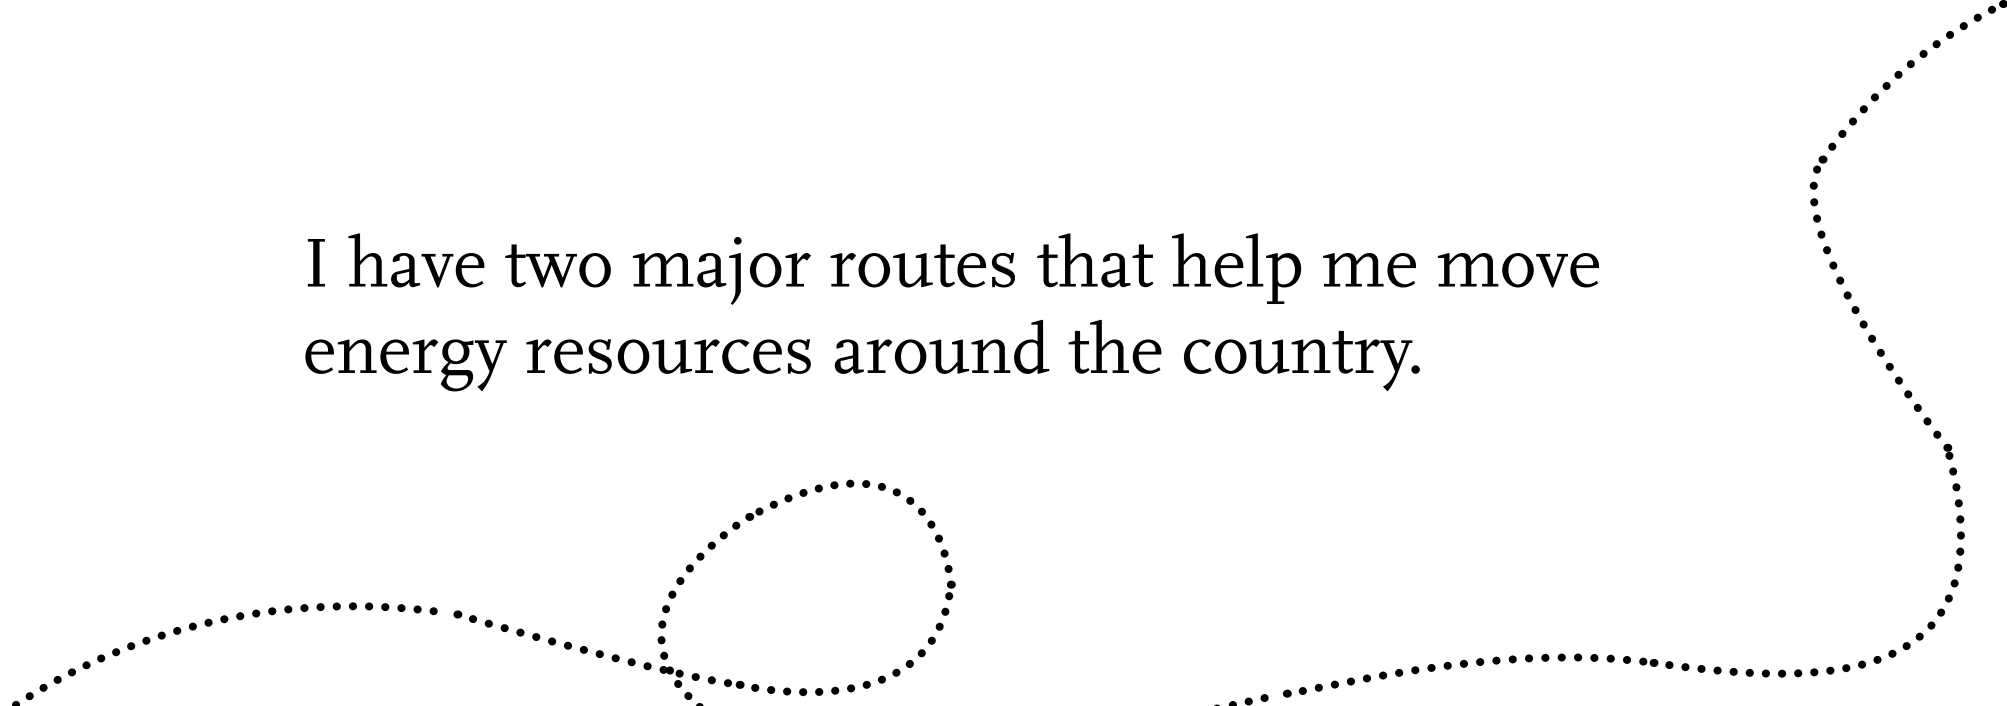 I have two major routes that help me move
energy resources around the country.